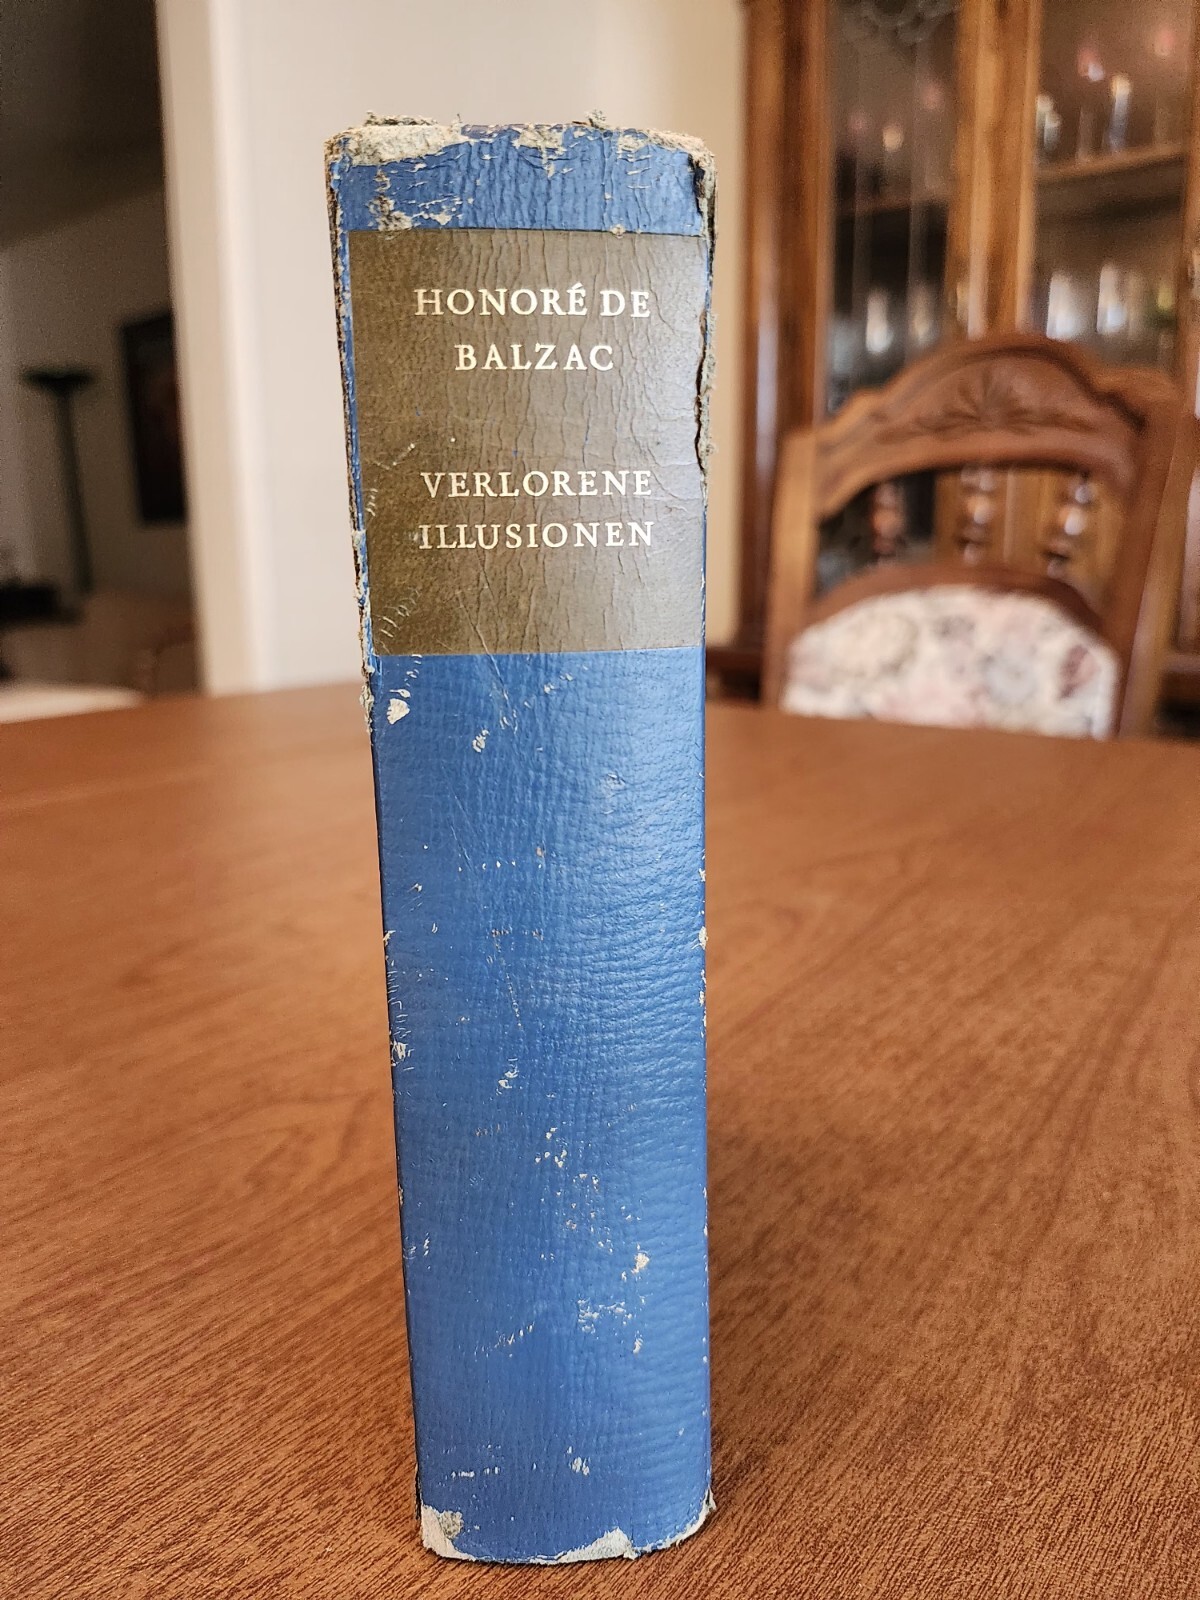 HONORÉ DE
BALZAC
VERLORENE
ILLUSIONEN